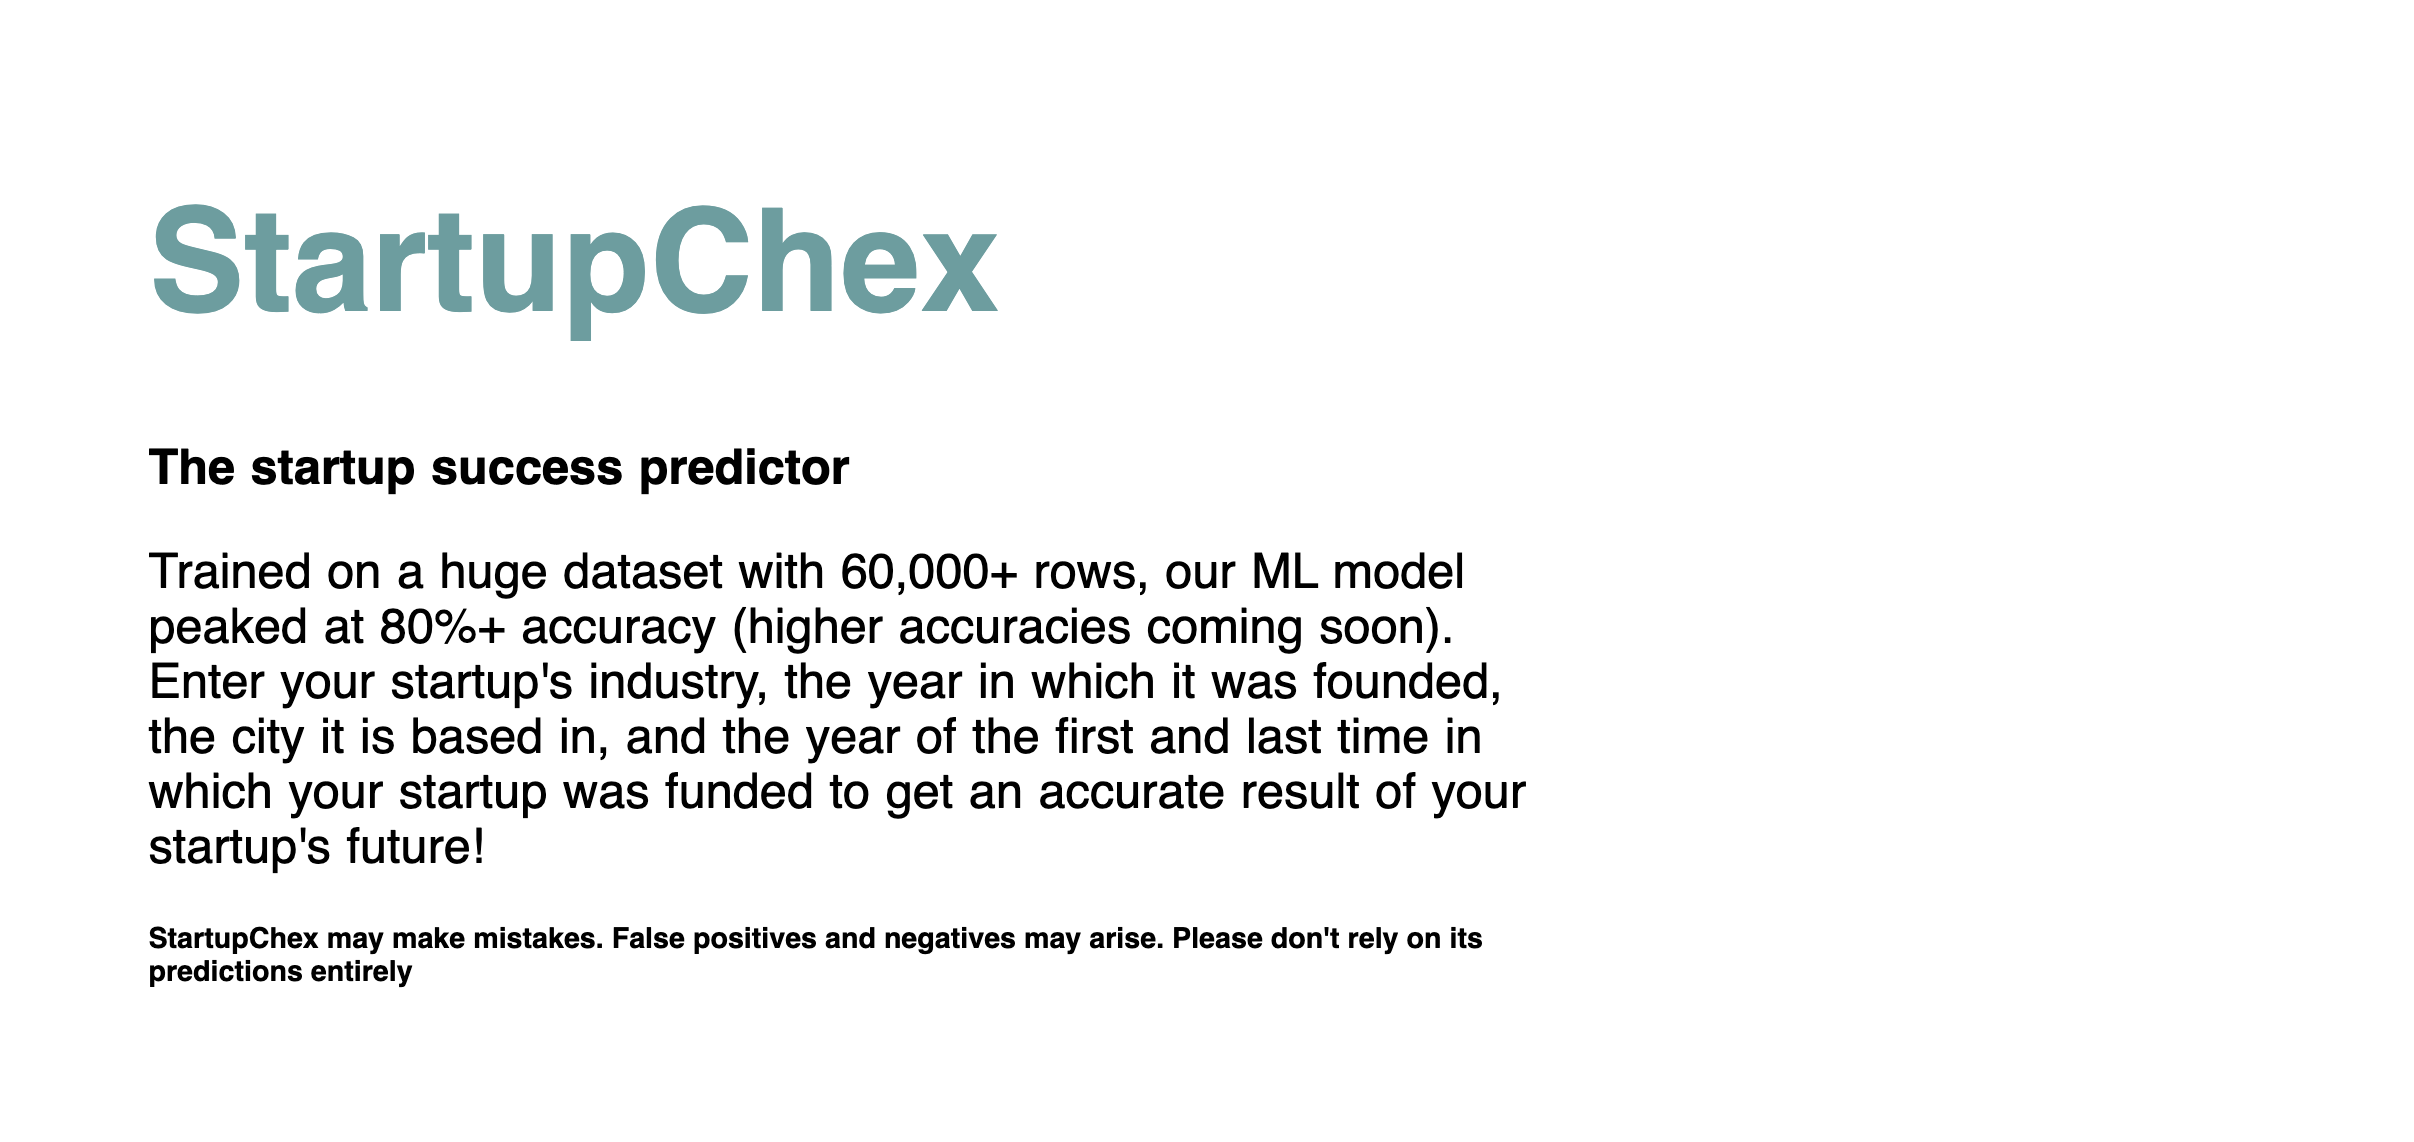 StartupChex
The startup success predictor
Trained on a huge dataset with 60,000+ rows, our ML model
peaked at 80%+ accuracy (higher accuracies coming soon).
Enter your startup's industry, the year in which it was founded,
the city it is based in, and the year of the first and last time in
which your startup was funded to get an accurate result of your
startup's future!
StartupChex may make mistakes. False positives and negatives may arise. Please don't rely on its
predictions entirely